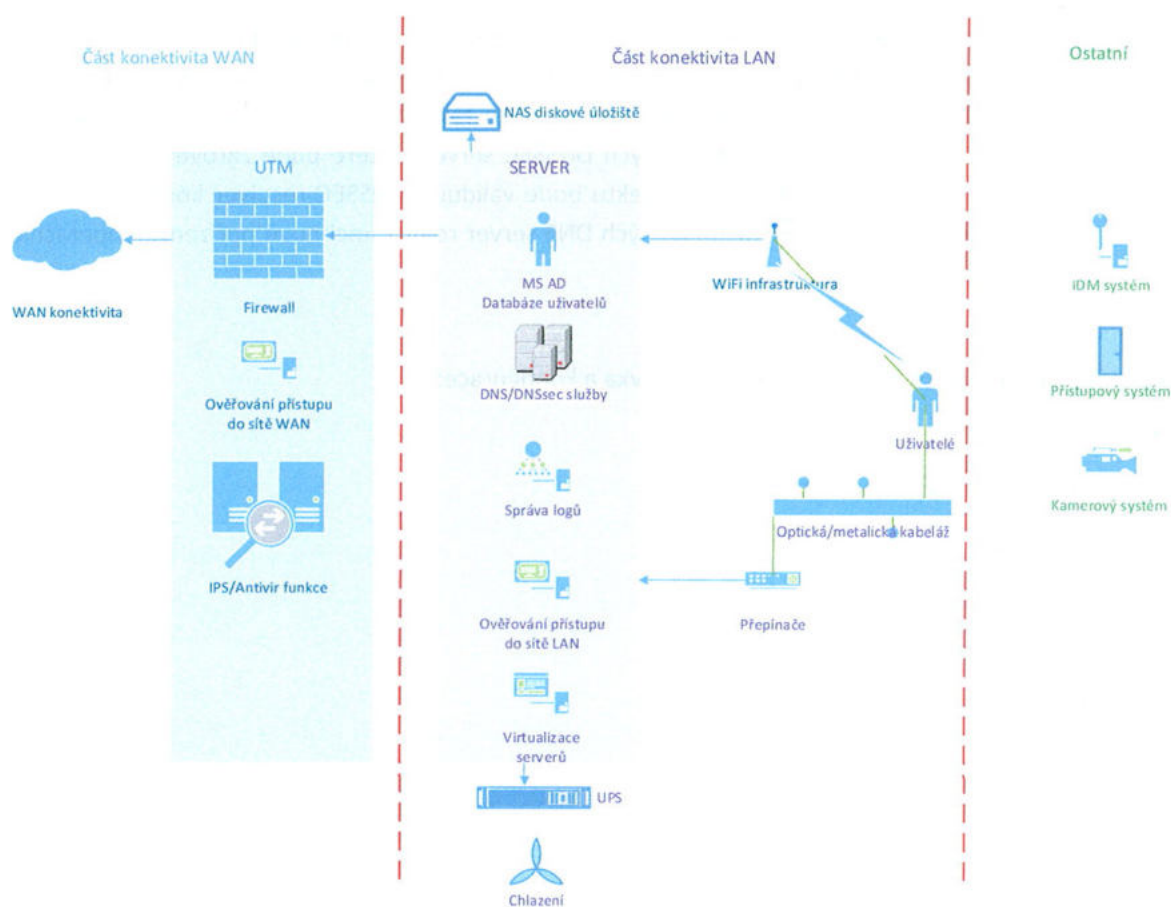 Část konektivita WAN
Část konektivita LAN
Ostatní
NAS diskové úložiště
UTM
SERVER
WAN konektivita
Firewall
MS AD
Databáze uživatelů
WiFi infrastruktura
IDM systém
Ověřování přístupu
do sítě WAN
DNS/DNSsec služby
Uživatelé
Přístupový systém
IPS/Antivir funkce
Správa logů
Optická/metalická kabeláž
Kamerový systém
Ověřování přístupu
do sítě LAN
Přepínače
Virtualizace
serverů
UPS
Chlazení